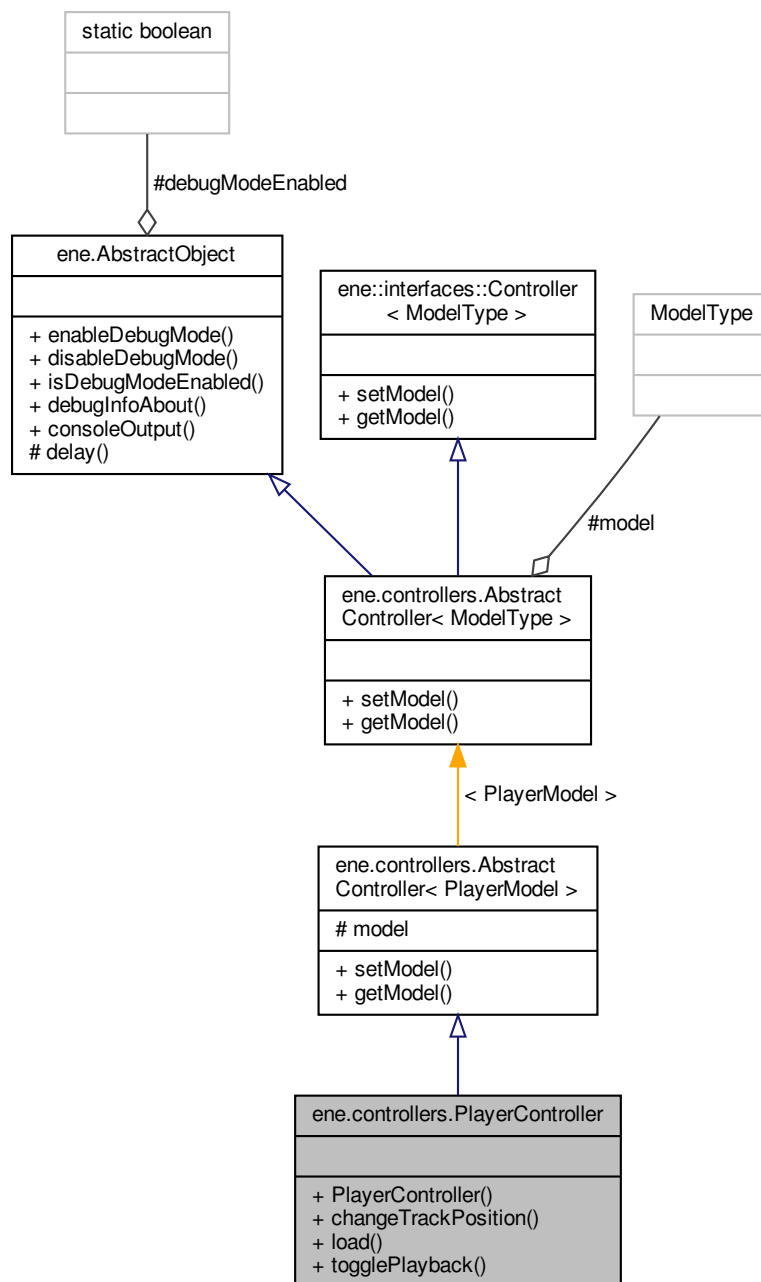 static boolean
#debugModeEnabled
ene.AbstractObject
+ enableDebugMode()
+ disableDebugMode()
+ isDebugModeEnabled()
+ debugInfoAbout()
+ consoleOutput()
# delay()
ene::interfaces::Controller
< ModelType >
+ setModel()
+ getModel()
ModelType
#model
ene.controllers.Abstract
Controller< ModelType >
+ setModel()
+ getModel()
< PlayerModel >
ene.controllers.Abstract
Controller< PlayerModel >
# model
+ setModel()
+ getModel()
ene.controllers.PlayerController
+ PlayerController()
+ changeTrackPosition()
+ load()
+ togglePlayback()